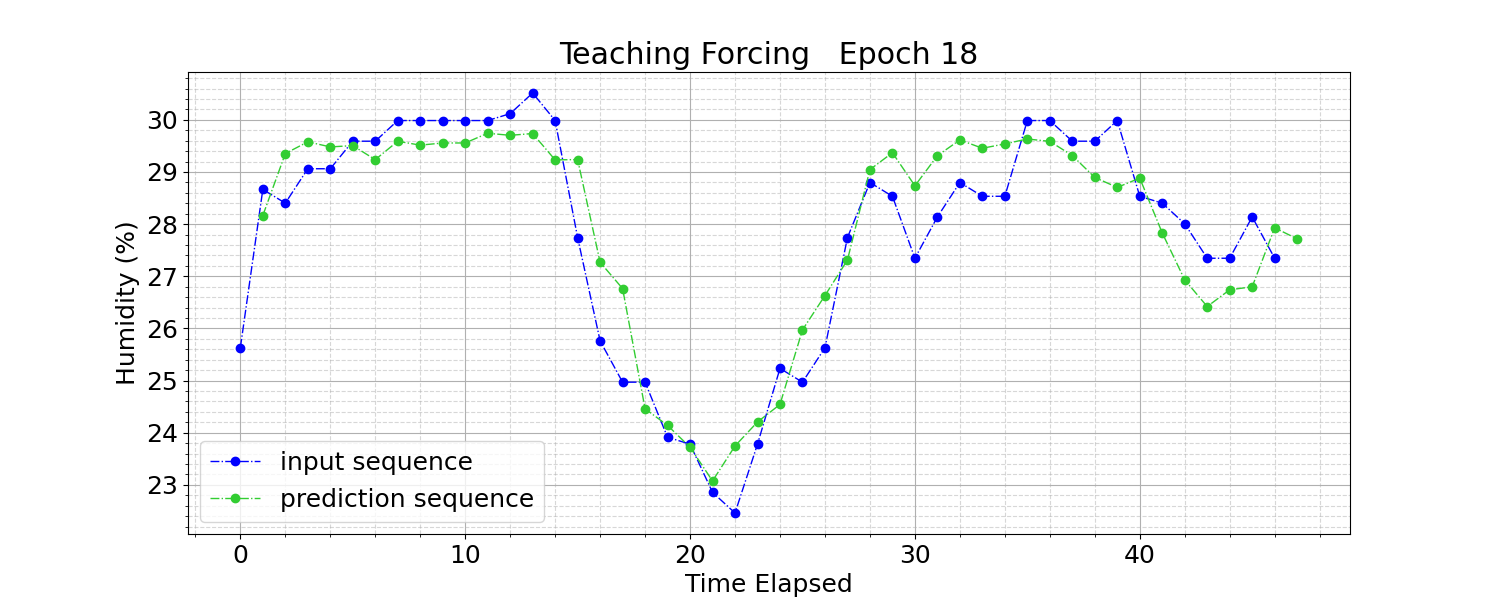 Teaching Forcing   Epoch 18
Humidity (%)
30
29
28
27
26
25
24
23
input sequence
prediction sequence
0 10 20 30 40
Time Elapsed